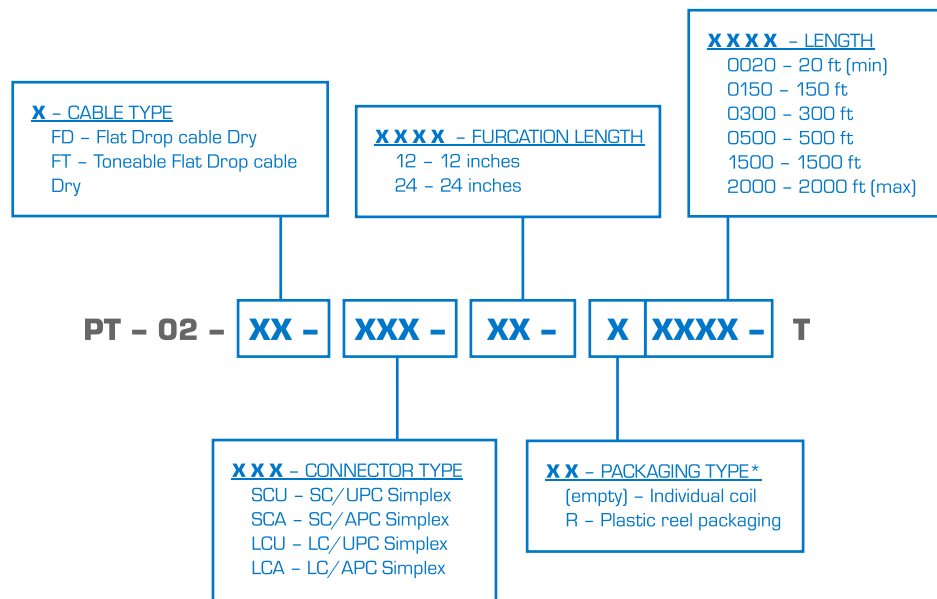 X – CABLE TYPE
FD – Flat Drop cable Dry
FT – Toneable Flat Drop cable
Dry
X X X X – FURCATION LENGTH
12 – 12 inches
24 – 24 inches
X X X X – LENGTH
0020 – 20 ft (min)
0150 – 150 ft
0300 – 300 ft
0500 – 500 ft
1500 – 1500 ft
2000 – 2000 ft (max)
PT – 02 – XX – XXX – XX – X XXXX – T
X X X – CONNECTOR TYPE
SCU – SC/UPC Simplex
SCA – SC/APC Simplex
LCU – LC/UPC Simplex
LCA – LC/APC Simplex
X X – PACKAGING TYPE*
(empty) – Individual coil
R – Plastic reel packaging